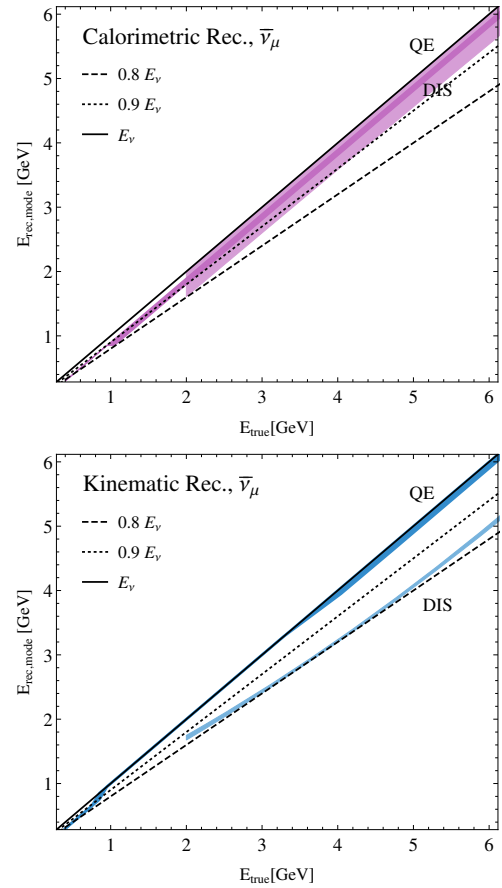 Calorimetric Rec., ν̅μ
0.8 Eν
0.9 Eν
Eν
QE
DIS
6
5
4
3
2
1
Erec,mode [GeV]
1 2 3 4 5 6
Etrue[GeV]
Kinematic Rec., ν̅μ
0.8 Eν
0.9 Eν
Eν
QE
DIS
6
5
4
3
2
1
Erec,mode [GeV]
1 2 3 4 5 6
Etrue[GeV]